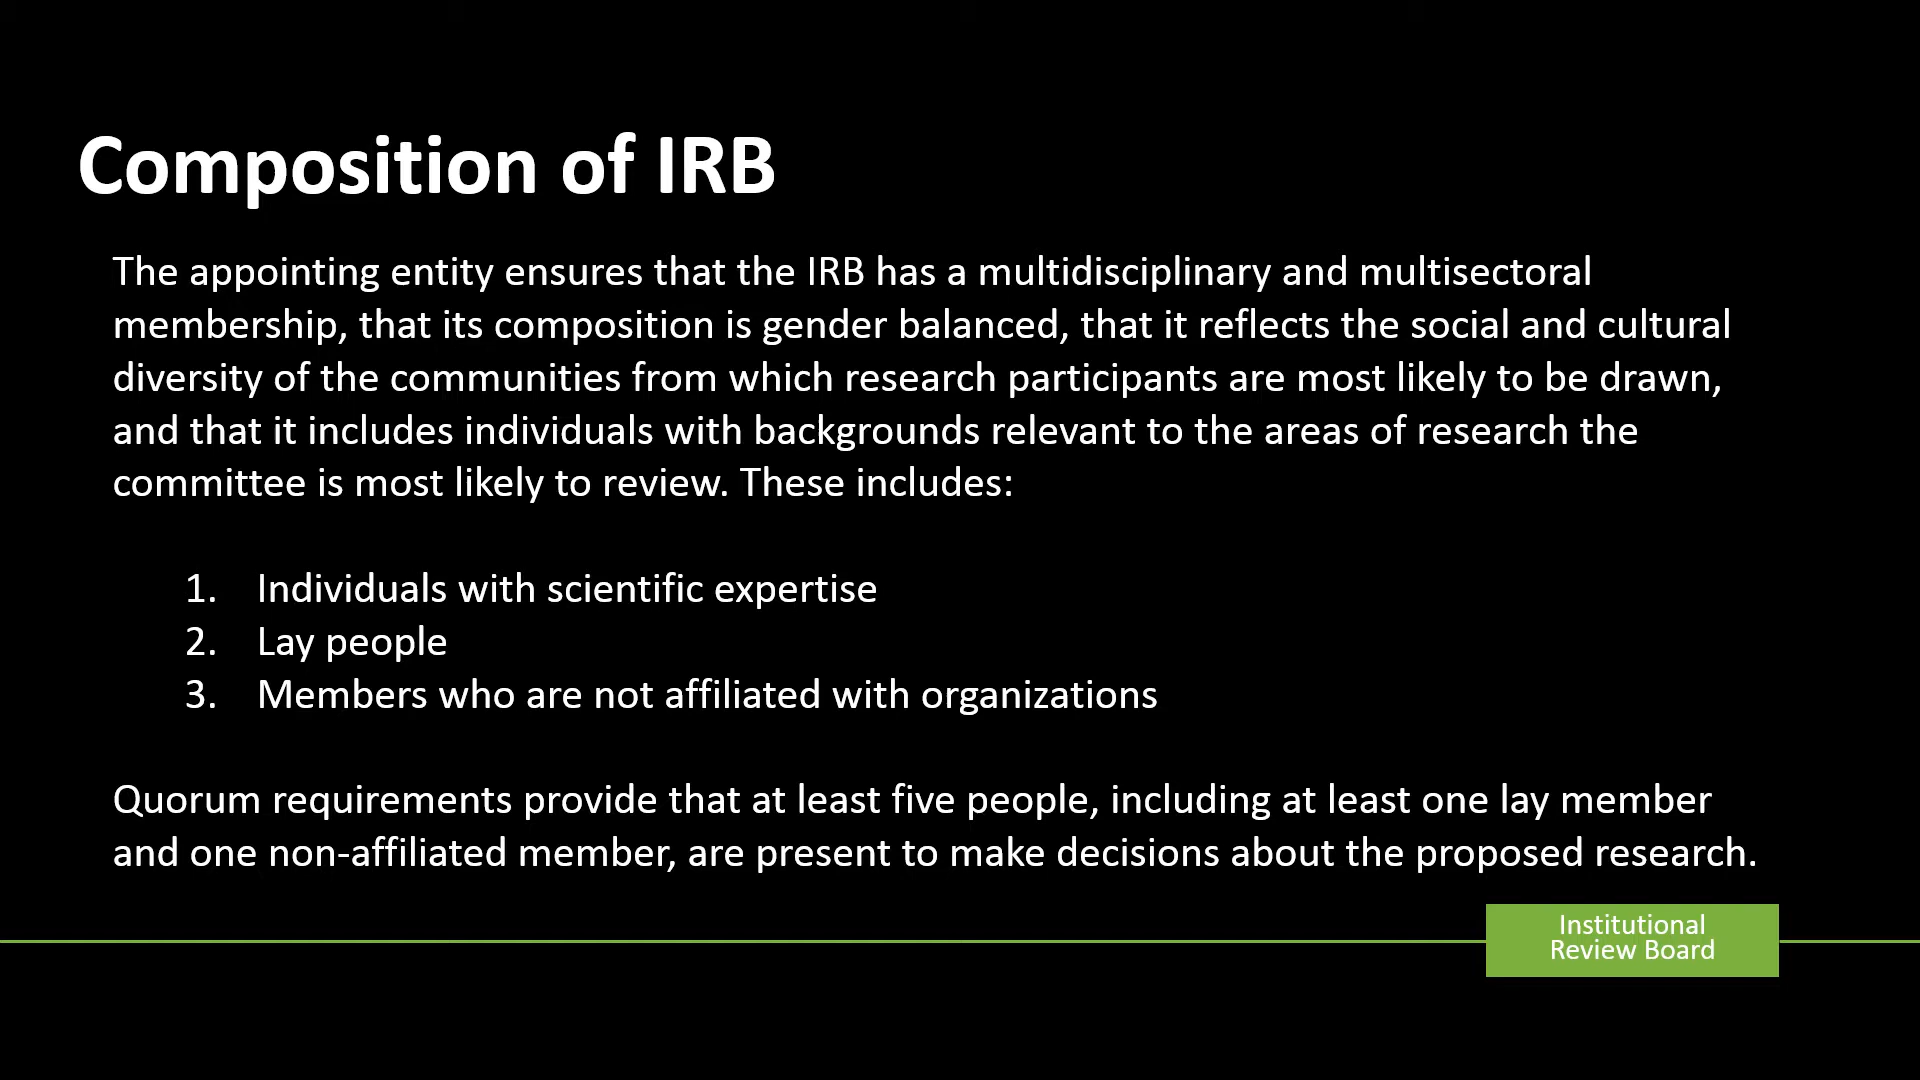 Composition of IRB
The appointing entity ensures that the IRB has a multidisciplinary and multisectoral
membership, that its composition is gender balanced, that it reflects the social and cultural
diversity of the communities from which research participants are most likely to be drawn,
and that it includes individuals with backgrounds relevant to the areas of research the
committee is most likely to review. These includes:
1. Individuals with scientific expertise
2. Lay people
3. Members who are not affiliated with organizations
Quorum requirements provide that at least five people, including at least one lay member
and one non-affiliated member, are present to make decisions about the proposed research.
Institutional
Review Board